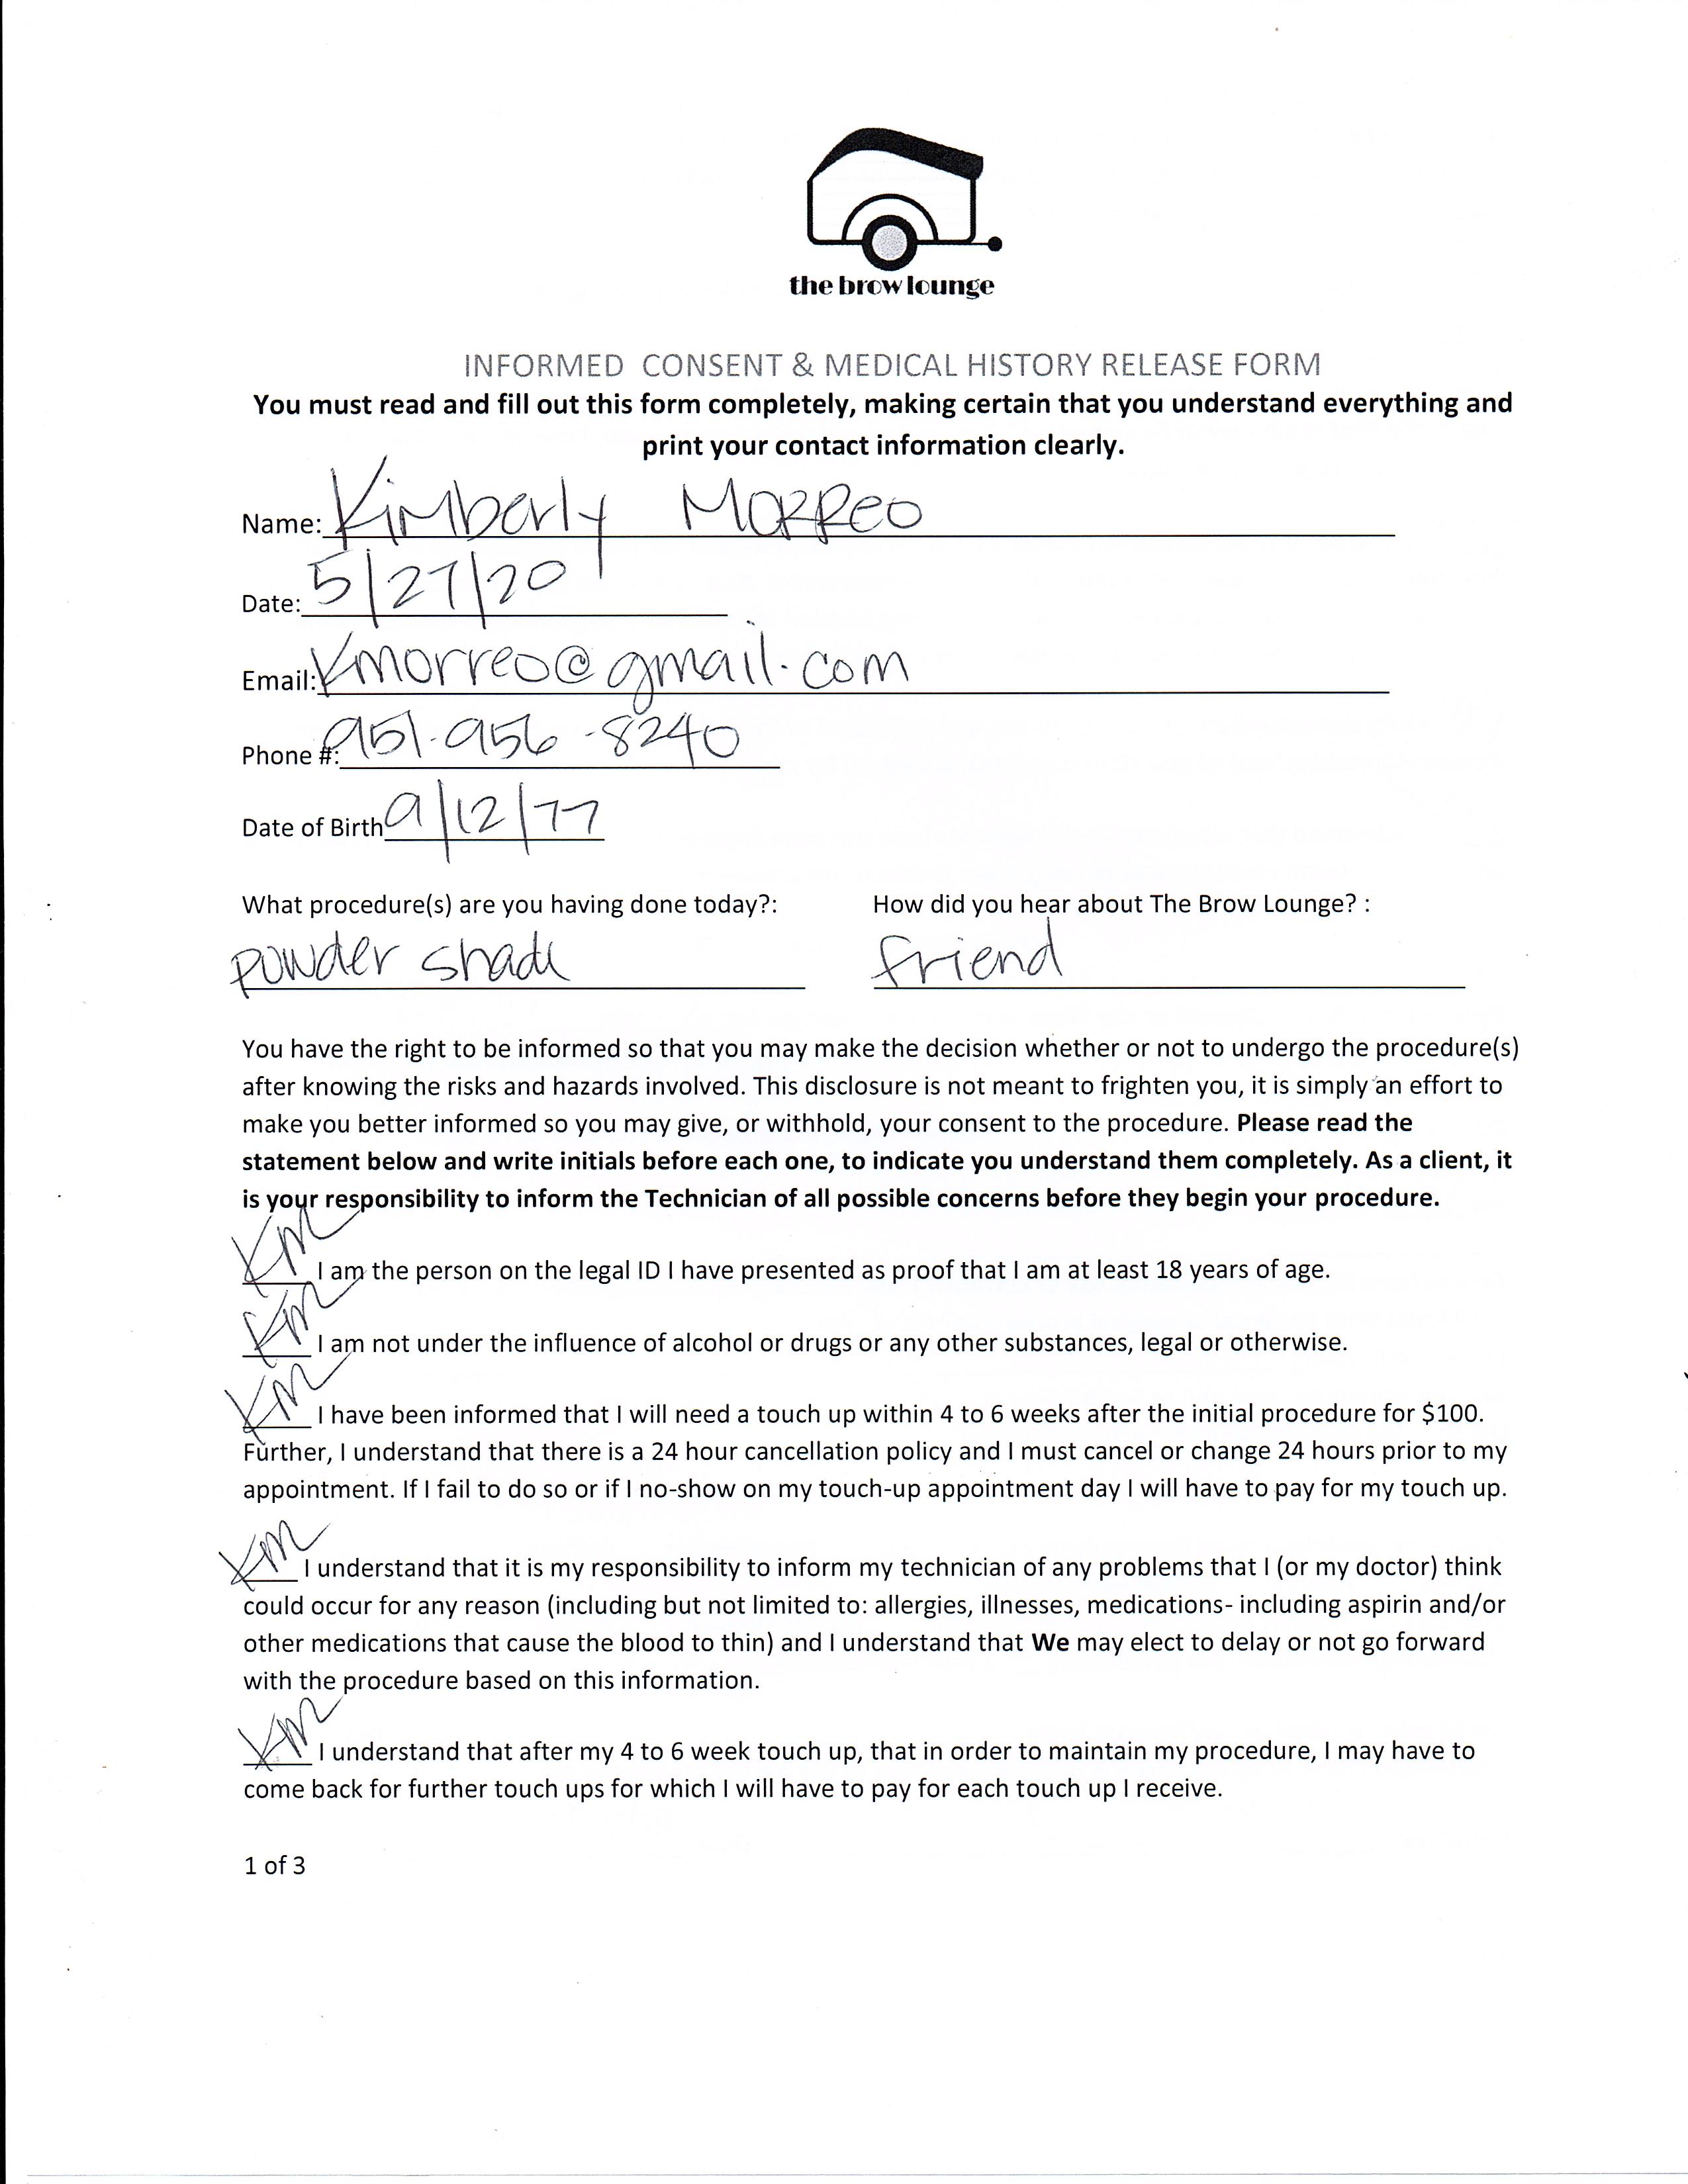 the brow lounge
INFORMED CONSENT & MEDICAL HISTORY RELEASE FORM
You must read and fill out this form completely, making certain that you understand everything and
print your contact information clearly.
Name: Kimberly Morreo
Date: 5/27/20
Email: Kmorreo@gmail.com
Phone #: 951-956-8240
Date of Birth 9/12/77
What procedure(s) are you having done today?: How did you hear about The Brow Lounge? :
powder shade friend
You have the right to be informed so that you may make the decision whether or not to undergo the procedure(s)
after knowing the risks and hazards involved. This disclosure is not meant to frighten you, it is simply an effort to
make you better informed so you may give, or withhold, your consent to the procedure. Please read the
statement below and write initials before each one, to indicate you understand them completely. As a client, it
is your responsibility to inform the Technician of all possible concerns before they begin your procedure.
KM I am the person on the legal ID I have presented as proof that I am at least 18 years of age.
KM I am not under the influence of alcohol or drugs or any other substances, legal or otherwise.
KM I have been informed that I will need a touch up within 4 to 6 weeks after the initial procedure for $100.
Further, I understand that there is a 24 hour cancellation policy and I must cancel or change 24 hours prior to my
appointment. If I fail to do so or if I no-show on my touch-up appointment day I will have to pay for my touch up.
KM I understand that it is my responsibility to inform my technician of any problems that I (or my doctor) think
could occur for any reason (including but not limited to: allergies, illnesses, medications- including aspirin and/or
other medications that cause the blood to thin) and I understand that We may elect to delay or not go forward
with the procedure based on this information.
KM I understand that after my 4 to 6 week touch up, that in order to maintain my procedure, I may have to
come back for further touch ups for which I will have to pay for each touch up I receive.
1 of 3